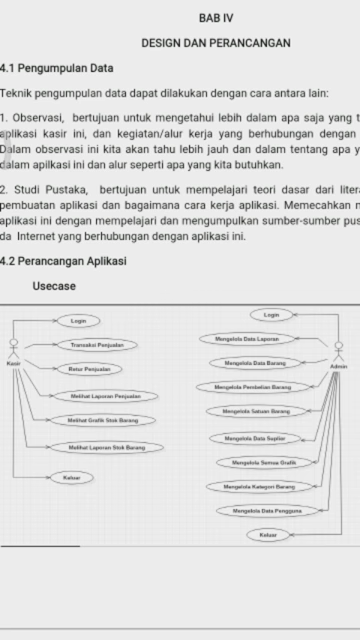 BAB IV
DESIGN DAN PERANCANGAN
4.1 Pengumpulan Data
Teknik pengumpulan data dapat dilakukan dengan cara antara lain:
1. Observasi, bertujuan untuk mengetahui lebih dalam apa saja yang t
aplikasi kasir ini, dan kegiatan/alur kerja yang berhubungan dengan
Dalam observasi ini kita akan tahu lebih jauh dan dalam tentang apa y
dalam apilkasi ini dan alur seperti apa yang kita butuhkan.
2. Studi Pustaka, bertujuan untuk mempelajari teori dasar dari litera
pembuatan aplikasi dan bagaimana cara kerja aplikasi. Memecahkan m
aplikasi ini dengan mempelajari dan mengumpulkan sumber-sumber pus
da Internet yang berhubungan dengan aplikasi ini.
4.2 Perancangan Aplikasi
Usecase
Kasir
Login
Transaksi Penjualan
Retur Penjualan
Melihat Laporan Penjualan
Melihat Grafik Stok Barang
Melihat Laporan Stok Barang
Keluar
Admin
Login
Mengelola Data Laporan
Mengelola Data Barang
Mengelola Pembelian Barang
Mengelola Satuan Barang
Mengelola Data Suplier
Mengelola Semua Grafik
Mengelola Kategori Barang
Mengelola Data Pengguna
Keluar